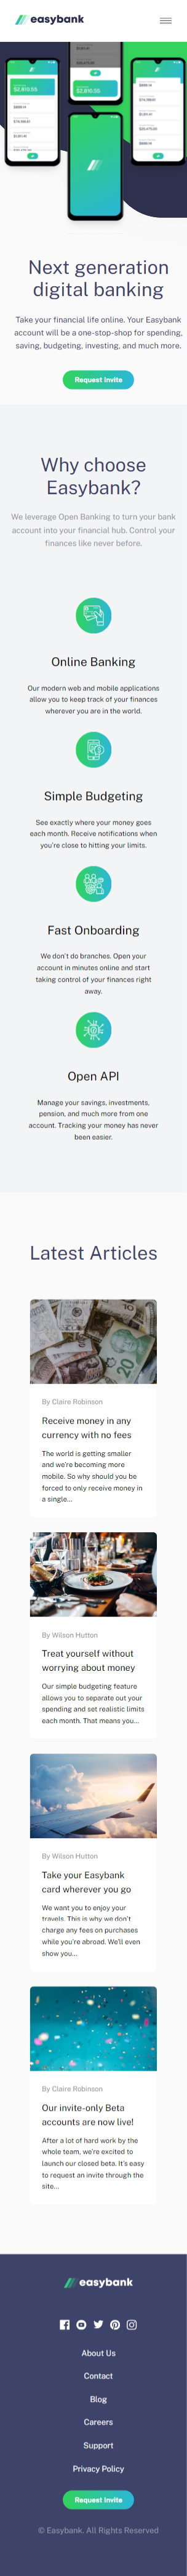 easybank
Next generation
digital banking
Take your financial life online. Your Easybank
account will be a one-stop-shop for spending,
saving, budgeting, investing, and much more.
Request Invite
Why choose
Easybank?
We leverage Open Banking to turn your bank
account into your financial hub. Control your
finances like never before.
Online Banking
Our modern web and mobile applications
allow you to keep track of your finances
wherever you are in the world.
Simple Budgeting
See exactly where your money goes
each month. Receive notifications when
you're close to hitting your limits.
Fast Onboarding
We don't do branches. Open your
account in minutes online and start
taking control of your finances right
away.
Open API
Manage your savings, investments,
pension, and much more from one
account. Tracking your money has never
been easier.
Latest Articles
By Claire Robinson
Receive money in any
currency with no fees
The world is getting smaller
and we're becoming more
mobile. So why should you be
forced to only receive money in
a single...
By Wilson Hutton
Treat yourself without
worrying about money
Our simple budgeting feature
allows you to separate out your
spending and set realistic limits
each month. That means you...
By Wilson Hutton
Take your Easybank
card wherever you go
We want you to enjoy your
travels. This is why we don't
charge any fees on purchases
while you're abroad. We'll even
show you...
By Claire Robinson
Our invite-only Beta
accounts are now live!
After a lot of hard work by the
whole team, we're excited to
launch our closed beta. It's easy
to request an invite through the
site...
easybank
About Us
Contact
Blog
Careers
Support
Privacy Policy
Request Invite
© Easybank. All Rights Reserved